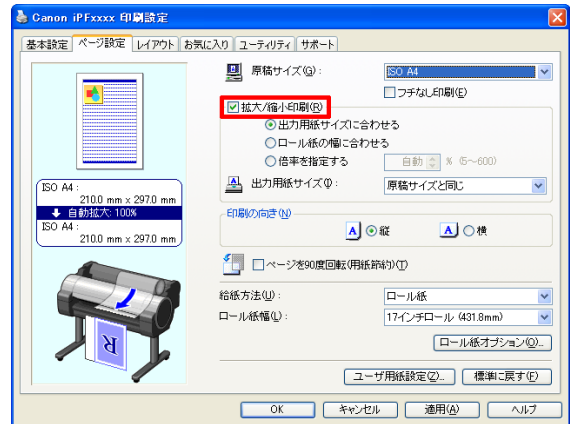 Canon iPFxxxx 印刷設定
基本設定 ページ設定 レイアウト お気に入り ユーティリティ サポート
原稿サイズ(G) : ISO A4
フチなし印刷(E)
拡大/縮小印刷(R)
出力用紙サイズに合わせる
ロール紙の幅に合わせる
倍率を指定する 自動 % (5～600)
出力用紙サイズ(I) : 原稿サイズと同じ
ISO A4 :
210.0 mm x 297.0 mm
自動拡大: 100%
ISO A4 :
210.0 mm x 297.0 mm
印刷の向き(N)
A 縦 A 横
ページを90度回転(用紙節約)(T)
給紙方法(U) : ロール紙
ロール紙幅(L) : 17インチロール (431.8mm)
R
ロール紙オプション(O)...
ユーザ用紙設定(Z)... 標準に戻す(F)
OK キャンセル 適用(A) ヘルプ